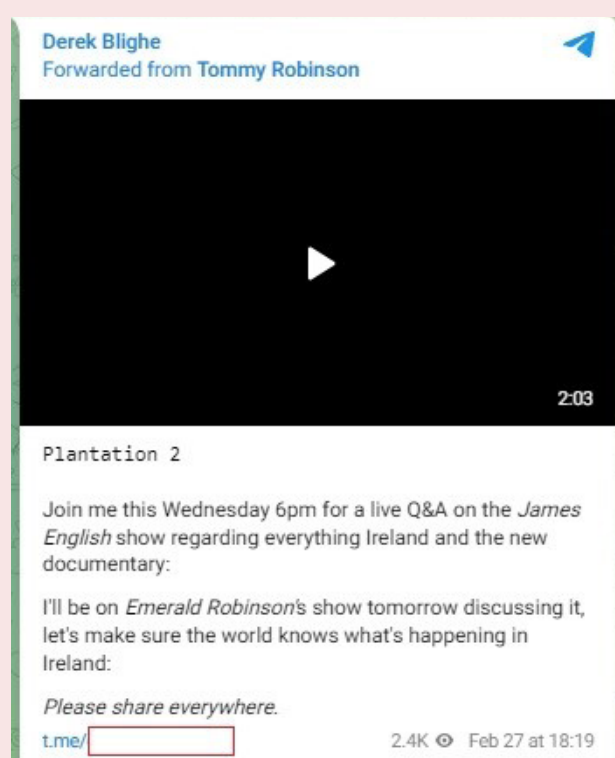 Derek Blighe
Forwarded from Tommy Robinson
2:03
Plantation 2
Join me this Wednesday 6pm for a live Q&A on the James
English show regarding everything Ireland and the new
documentary:
I'll be on Emerald Robinson's show tomorrow discussing it,
let's make sure the world knows what's happening in
Ireland:
Please share everywhere.
t.me/
2.4K Feb 27 at 18:19